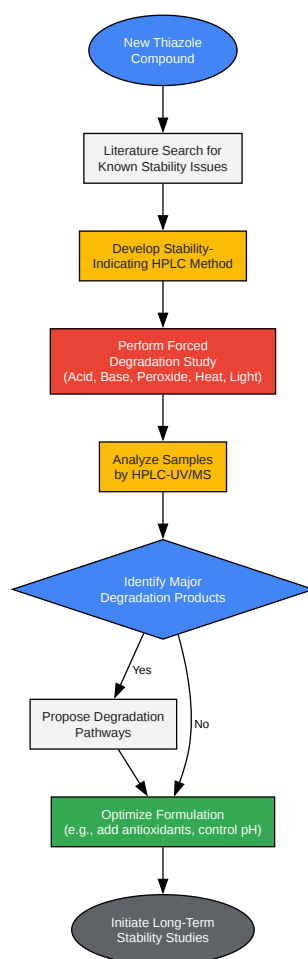 New Thiazole
Compound
Literature Search for
Known Stability Issues
Develop Stability-
Indicating HPLC Method
Perform Forced
Degradation Study
(Acid, Base, Peroxide, Heat, Light)
Analyze Samples
by HPLC-UV/MS
Identify Major
Degradation Products
Yes
Propose Degradation
Pathways
No
Optimize Formulation
(e.g., add antioxidants, control pH)
Initiate Long-Term
Stability Studies